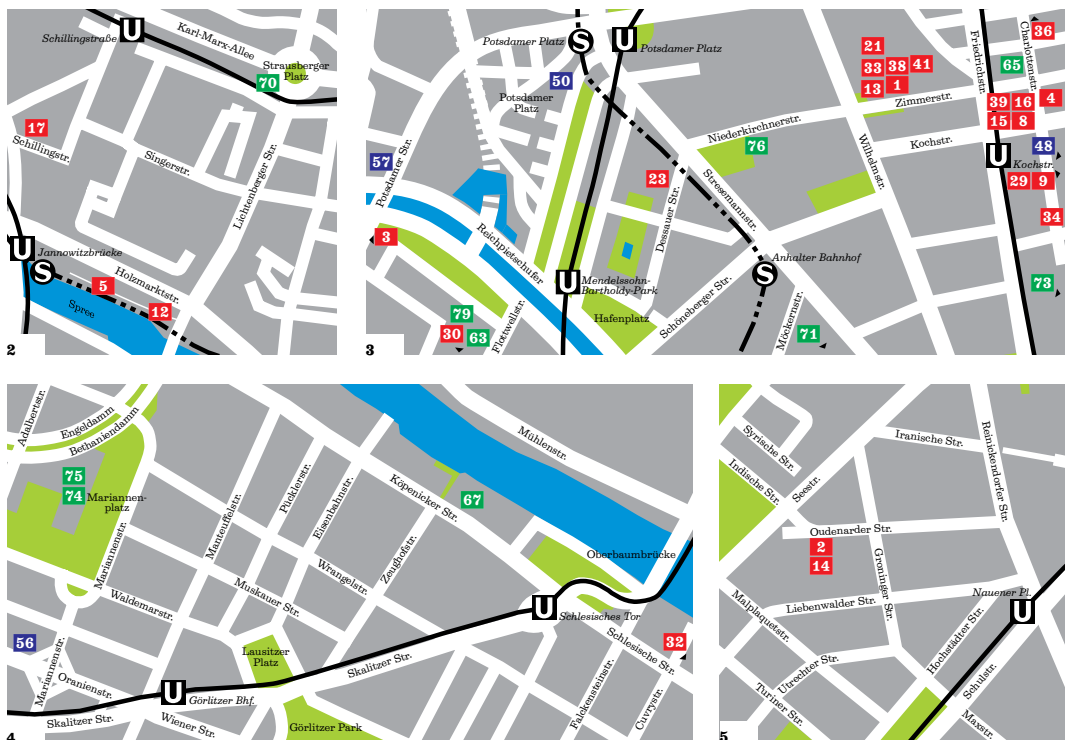 U
Schillingstraße
Karl-Marx-Allee
Strausberger
Platz
70
17
Schillingstr.
Singerstr.
Lichtenberger Str.
U
Jannowitzbrücke
S
Holzmarktstr.
5
12
Spree
2
Potsdamer Platz
S
U
Potsdamer Platz
50
Potsdamer
Platz
57
Potsdamer Str.
3
Reichpietschufer
79
30
63
Flottwellstr.
U
Mendelssohn-
Bartholdy-Park
Hafenplatz
23
Dessauer Str.
Stresemannstr.
Niederkirchnerstr.
76
Schöneberger Str.
Anhalter Bahnhof
S
Möckernstr.
71
21
33
38
41
13
1
Zimmerstr.
Wilhelmstr.
Kochstr.
Friedrichstr.
Charlottenstr.
36
65
39
16
4
15
8
48
U
Kochstr.
29
9
34
73
3
Adalbertstr.
Engeldamm
Bethaniendamm
75
74
Mariannen-
platz
Mariannenstr.
Manteuffelstr.
Pücklerstr.
Eisenbahnstr.
Zeughofstr.
Köpenicker Str.
67
Mühlenstr.
Oberbaumbrücke
Wrangelstr.
Muskauer Str.
Waldemarstr.
56
Mariannenstr.
Oranienstr.
Skalitzer Str.
U
Görlitzer Bhf.
Wiener Str.
Lausitzer
Platz
Görlitzer Park
Skalitzer Str.
U
Schlesisches Tor
Schlesische Str.
32
Falckensteinstr.
Cuvrystr.
4
Syrische Str.
Indische Str.
Seestr.
Iranische Str.
Reinickendorfer Str.
Oudenarder Str.
2
14
Groninger Str.
Liebenwalder Str.
Malplaquetstr.
Utrechter Str.
Turiner Str.
Nauener Pl.
U
Hochstädter Str.
Schulstr.
Maxstr.
5